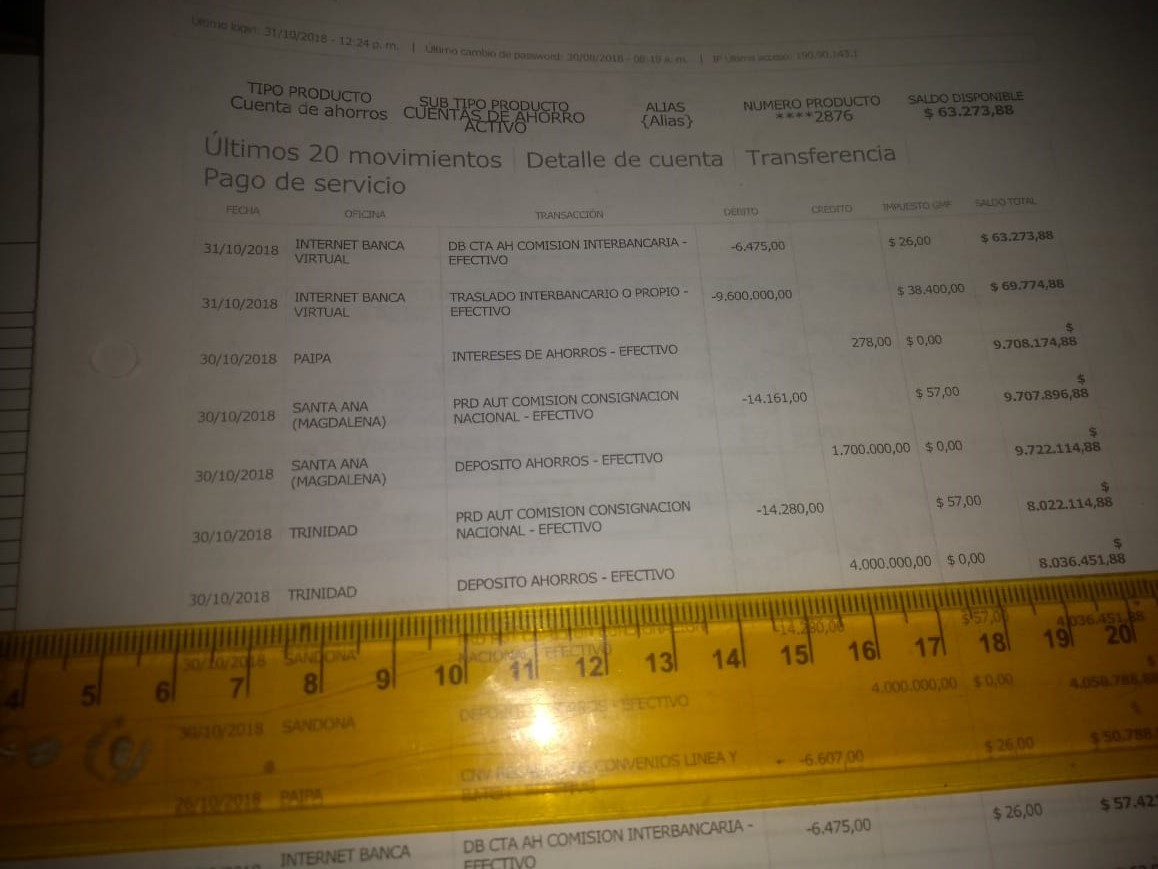 Último login: 31/10/2018 - 12:24 p. m. | Último cambio de password: 20/09/2018 - 08:19 a. m. | IP Último acceso: 190.90.143.1
TIPO PRODUCTO SUB TIPO PRODUCTO ALIAS NUMERO PRODUCTO SALDO DISPONIBLE
Cuenta de ahorros CUENTAS DE AHORRO {Alias} ****2876 $ 63.273,88
ACTIVO
Últimos 20 movimientos Detalle de cuenta Transferencia
Pago de servicio
FECHA OFICINA TRANSACCIÓN DEBITO CREDITO IMPUESTO GMF SALDO TOTAL
31/10/2018 INTERNET BANCA DB CTA AH COMISION INTERBANCARIA - -6.475,00 $ 26,00 $ 63.273,88
VIRTUAL EFECTIVO
31/10/2018 INTERNET BANCA TRASLADO INTERBANCARIO O PROPIO - -9.600.000,00 $ 38.400,00 $ 69.774,88
VIRTUAL EFECTIVO
30/10/2018 PAIPA INTERESES DE AHORROS - EFECTIVO 278,00 $ 0,00 $
9.708.174,88
30/10/2018 SANTA ANA PRD AUT COMISION CONSIGNACION -14.161,00 $ 57,00 $
(MAGDALENA) NACIONAL - EFECTIVO 9.707.896,88
30/10/2018 SANTA ANA DEPOSITO AHORROS - EFECTIVO 1.700.000,00 $ 0,00 $
(MAGDALENA) 9.722.114,88
30/10/2018 TRINIDAD PRD AUT COMISION CONSIGNACION -14.280,00 $ 57,00 $
NACIONAL - EFECTIVO 8.022.114,88
30/10/2018 TRINIDAD DEPOSITO AHORROS - EFECTIVO 4.000.000,00 $ 0,00 $
8.036.451,88
30/10/2018 SANDONA NACIONAL - EFECTIVO -14.280,00 $ 57,00 4.036.451,88
4 5 6 7 8 9 10 11 12 13 14 15 16 17 18 19 20
30/10/2018 SANDONA EFECTIVO 4.000.000,00 $ 0,00 $
4.050.788,88
26/10/2018 PAIPA CONVENIOS LINEA Y -6.607,00 $ 26,00 $ 50.788
INTERNET BANCA DB CTA AH COMISION INTERBANCARIA - -6.475,00 $ 26,00 $ 57.42
EFECTIVO